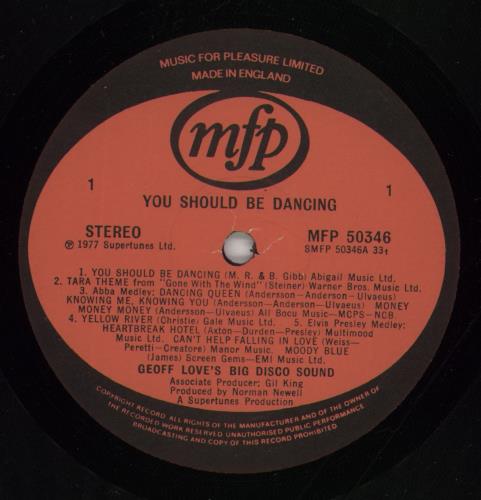 MUSIC FOR PLEASURE LIMITED
MADE IN ENGLAND
mfp
1 1
YOU SHOULD BE DANCING
STEREO MFP 50346
℗ 1977 Supertunes Ltd. SMFP 50346A 33⅓
1. YOU SHOULD BE DANCING (M. R. & B. Gibb) Abigail Music Ltd.
2. TARA THEME from "Gone With The Wind" (Steiner) Warner Bros. Music Ltd.
3. Abba Medley; DANCING QUEEN (Andersson-Andersson-Ulvaeus)
KNOWING ME, KNOWING YOU (Andersson-Andersson-Ulvaeus) MONEY
MONEY MONEY (Andersson-Ulvaeus) All Bocu Music-MCPS-NCB.
4. YELLOW RIVER (Christie) Gale Music Ltd. 5. Elvis Presley Medley;
HEARTBREAK HOTEL (Axton-Durden-Presley) Multimood
Music Ltd. CAN'T HELP FALLING IN LOVE (Weiss-
Peretti-Creatore) Manor Music. MOODY BLUE
(James) Screen Gems-EMI Music Ltd.
GEOFF LOVE'S BIG DISCO SOUND
Associate Producer; Gil King
Produced by Norman Newell
A Supertunes Production
COPYRIGHT RECORD ALL RIGHTS OF THE MANUFACTURER AND OF THE OWNER OF
THE RECORDED WORK RESERVED UNAUTHORISED PUBLIC PERFORMANCE
BROADCASTING AND COPY OF THIS RECORD PROHIBITED